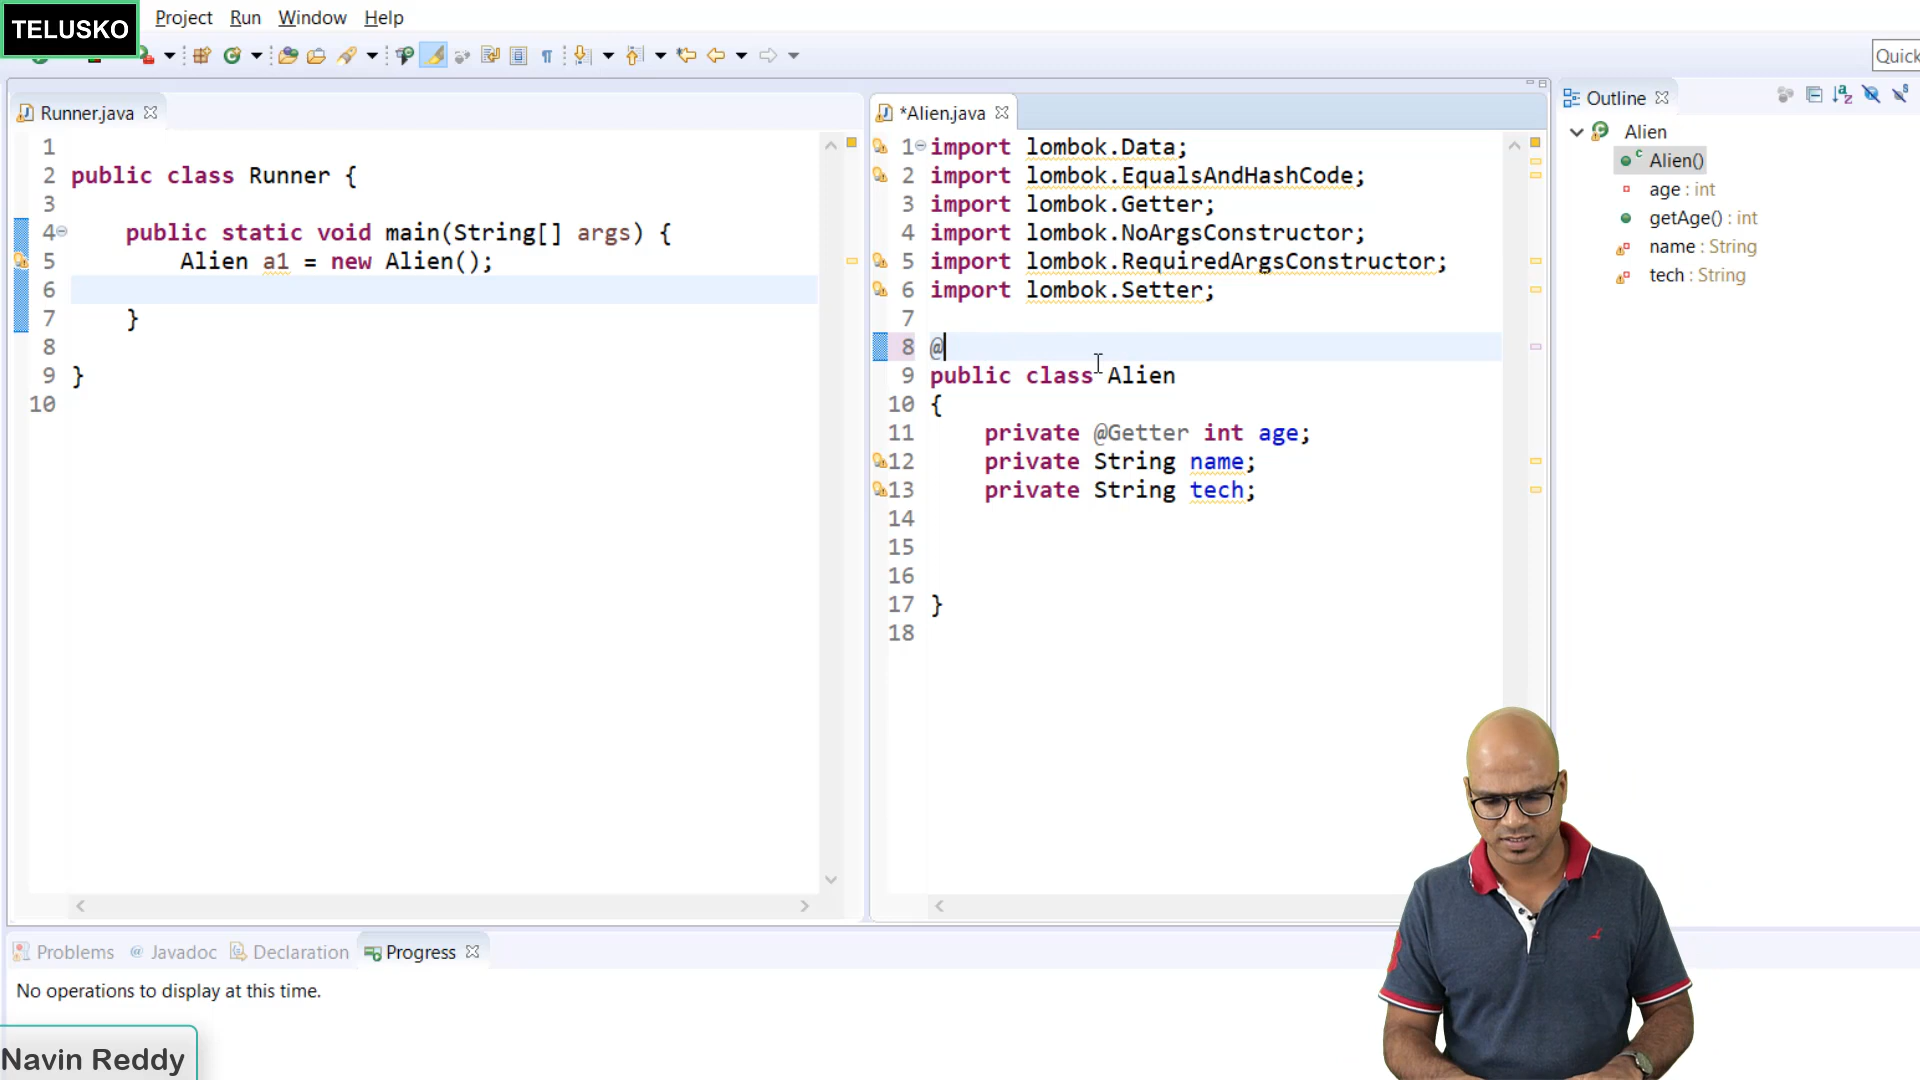 TELUSKO
Project Run Window Help
Quick
Runner.java
1
2 public class Runner {
3
4 public static void main(String[] args) {
5 Alien a1 = new Alien();
6
7 }
8
9 }
10
*Alien.java
1 import lombok.Data;
2 import lombok.EqualsAndHashCode;
3 import lombok.Getter;
4 import lombok.NoArgsConstructor;
5 import lombok.RequiredArgsConstructor;
6 import lombok.Setter;
7
8 @
9 public class Alien
10 {
11 private @Getter int age;
12 private String name;
13 private String tech;
14
15
16
17 }
18
Outline
Alien
Alien()
age : int
getAge() : int
name : String
tech : String
Problems @ Javadoc Declaration Progress
No operations to display at this time.
Navin Reddy